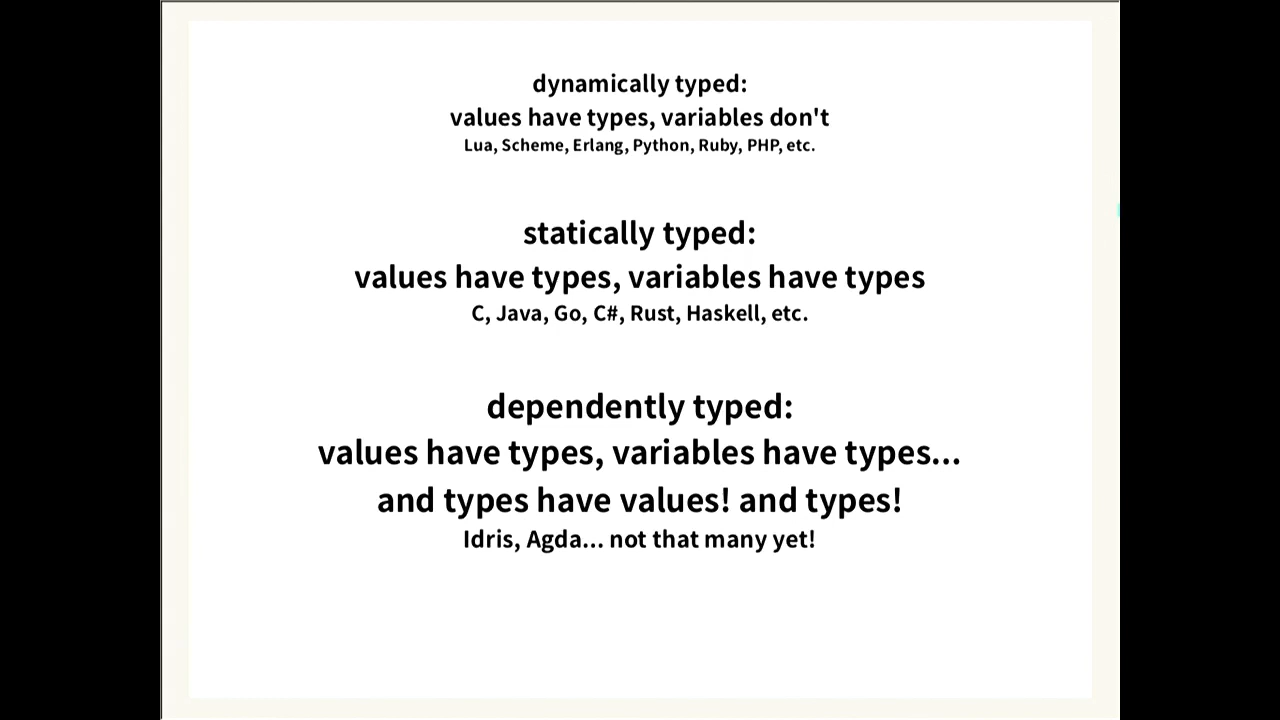 dynamically typed:
values have types, variables don't
Lua, Scheme, Erlang, Python, Ruby, PHP, etc.
statically typed:
values have types, variables have types
C, Java, Go, C#, Rust, Haskell, etc.
dependently typed:
values have types, variables have types...
and types have values! and types!
Idris, Agda... not that many yet!